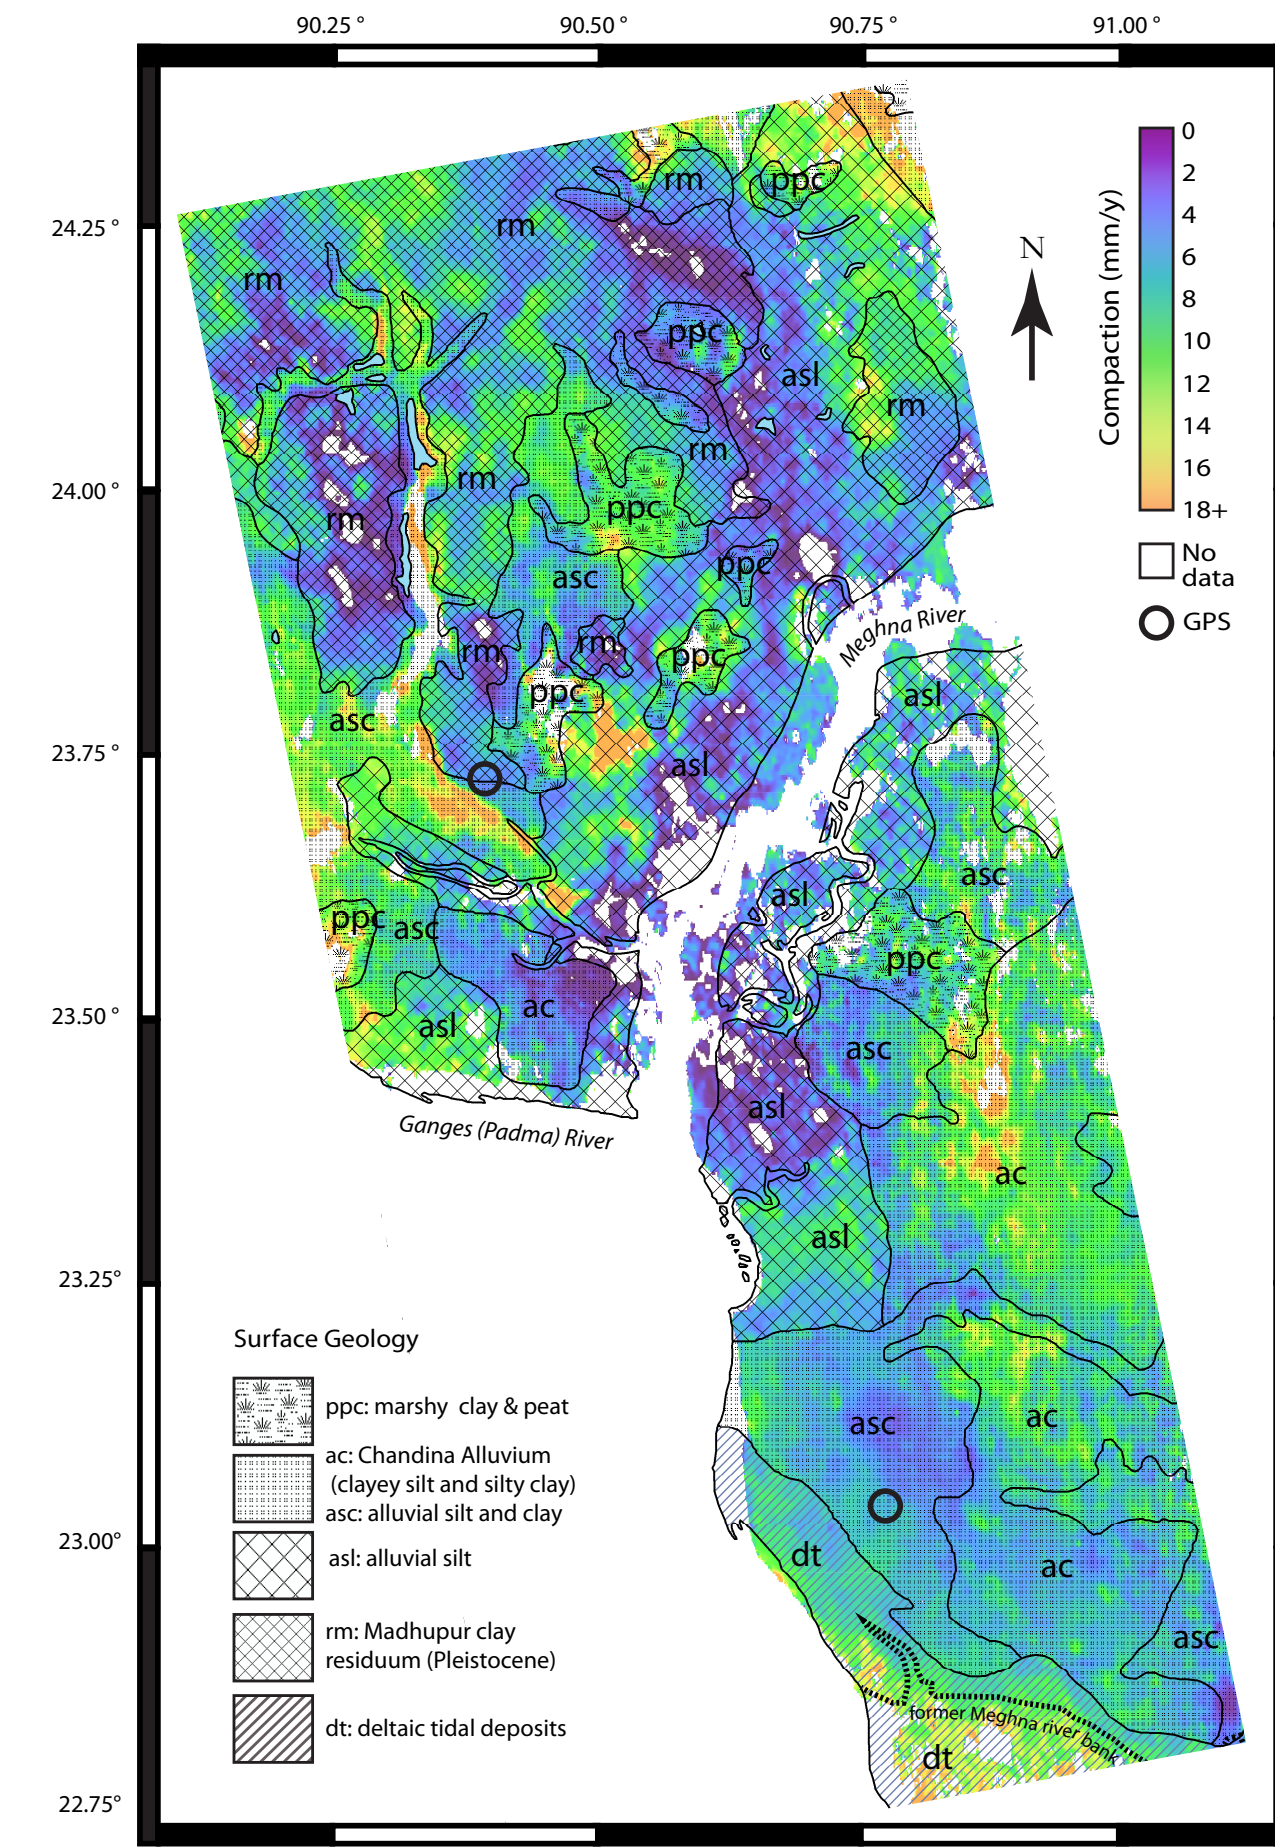 90.25 °
90.50 °
90.75 °
91.00 °
24.25 °
24.00 °
23.75 °
23.50 °
23.25°
23.00°
22.75°
Compaction (mm/y)
0
2
4
6
8
10
12
14
16
18+
No
data
GPS
N
rm
ppc
rm
rm
ppc
asl
rm
rm
rm
ppc
rm
asc
ppc
rm
rm
ppc
ppc
asc
asl
Meghna River
asl
asc
asl
ppc
asc
ppc
ac
asl
asc
asl
Ganges (Padma) River
ac
asl
asc
ac
dt
ac
asc
former Meghna river bank
dt
Surface Geology
ppc: marshy clay & peat
ac: Chandina Alluvium
(clayey silt and silty clay)
asc: alluvial silt and clay
asl: alluvial silt
rm: Madhupur clay
residuum (Pleistocene)
dt: deltaic tidal deposits